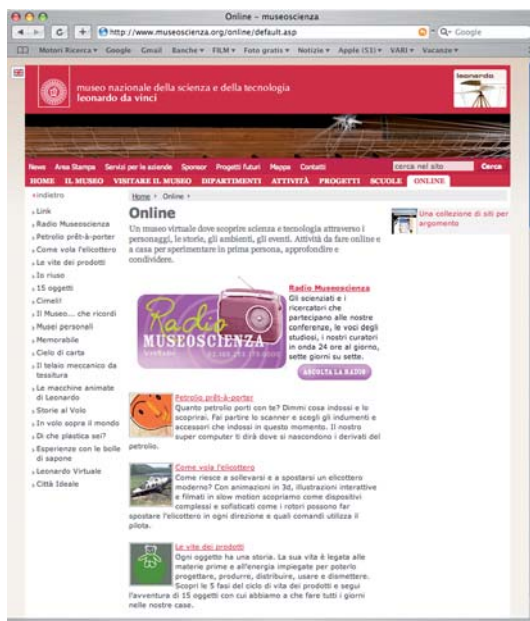 Online – museoscienza
http://www.museoscienza.org/online/default.asp
Google
Motori Ricerca Google Gmail Banche FILM Foto gratis Notizie Apple (51) VARI Vacanze
museo nazionale della scienza e della tecnologia
leonardo da vinci
leonardo
News Area Stampa Servizi per le aziende Sponsor Progetti futuri Mappa Contatti cerca nel sito Cerca
HOME IL MUSEO VISITARE IL MUSEO DIPARTIMENTI ATTIVITÀ PROGETTI SCUOLE ONLINE
indietro
Link
Radio Museoscienza
Petrolio prêt-à-porter
Come vola l'elicottero
Le vite dei prodotti
Io riuso
15 oggetti
Cimeli!
Il Museo... che ricordi
Musei personali
Memorabile
Cielo di carta
Il telaio meccanico da
tessitura
Le macchine animate
di Leonardo
Storie al Volo
In volo sopra il mondo
Di che plastica sei?
Esperienze con le bolle
di sapone
Leonardo Virtuale
Città Ideale
Home › Online ›
Online
Un museo virtuale dove scoprire scienza e tecnologia attraverso i
personaggi, le storie, gli ambienti, gli eventi. Attività da fare online e
a casa per sperimentare in prima persona, approfondire e
condividere.
Radio
MUSEOSCIENZA
Radio Museoscienza
Gli scienziati e i
ricercatori che
partecipano alle nostre
conferenze, le voci degli
studiosi, i nostri curatori
in onda 24 ore al giorno,
sette giorni su sette.
ASCOLTA LA RADIO
Petrolio prêt-à-porter
Quanto petrolio porti con te? Dimmi cosa indossi e lo
scoprirai. Fai partire lo scanner e scegli gli indumenti e
accessori che indossi in questo momento. Il nostro
super computer ti dirà dove si nascondono i derivati del
petrolio.
Come vola l'elicottero
Come riesce a sollevarsi e a spostarsi un elicottero
moderno? Con animazioni in 3d, illustrazioni interattive
e filmati in slow motion scopriamo come dispositivi
complessi e sofisticati come i rotori possono far
spostare l'elicottero in ogni direzione e quali comandi utilizza il
pilota.
Le vite dei prodotti
Ogni oggetto ha una storia. La sua vita è legata alle
materie prime e all'energia impiegate per poterlo
progettare, produrre, distribuire, usare e dismettere.
Scopri le 5 fasi del ciclo di vita dei prodotti e segui
l'avventura di 15 oggetti con cui abbiamo a che fare tutti i giorni
nelle nostre case.
Una collezione di siti per
argomento